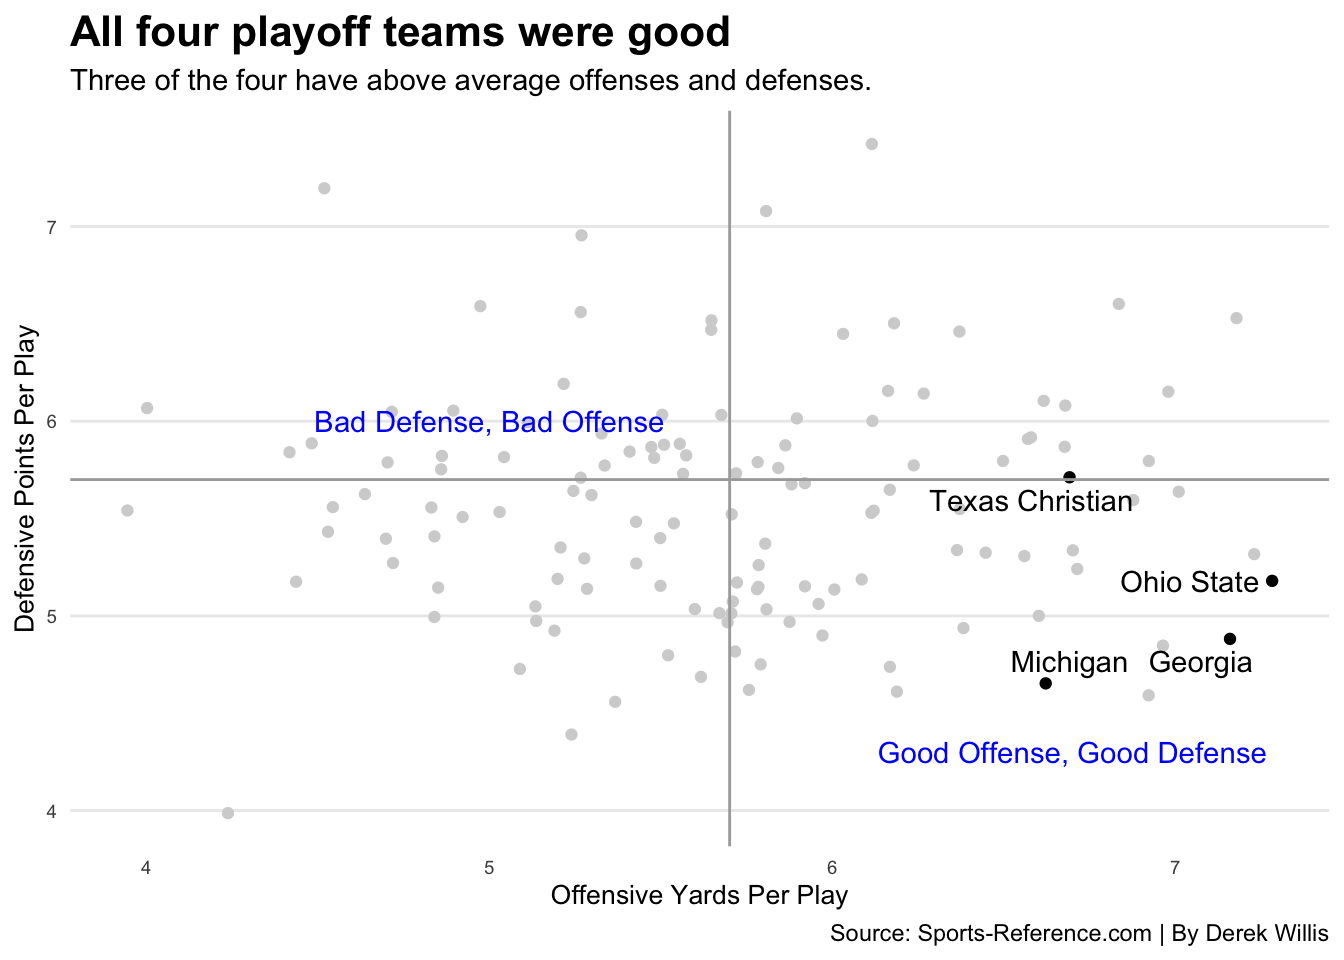 All four playoff teams were good
Three of the four have above average offenses and defenses.
Defensive Points Per Play
7
6
5
4
Bad Defense, Bad Offense
Texas Christian
Ohio State
Michigan
Georgia
Good Offense, Good Defense
4
5
6
7
Offensive Yards Per Play
Source: Sports-Reference.com | By Derek Willis